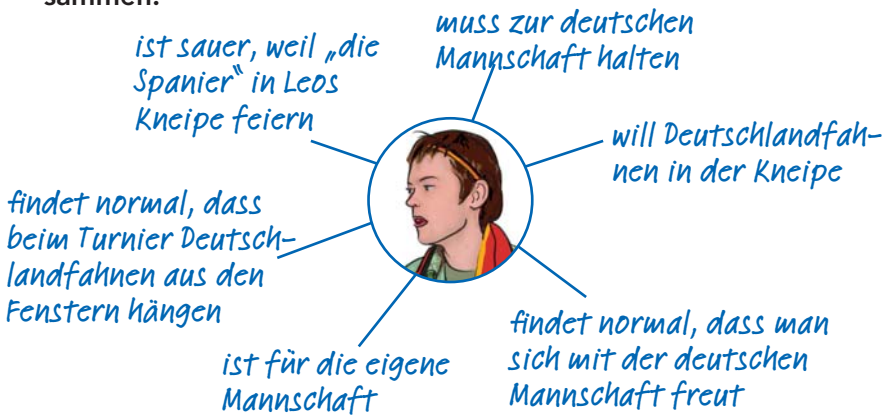 sammen.
ist sauer, weil „die
Spanier“ in Leos
Kneipe feiern
muss zur deutschen
Mannschaft halten
will Deutschlandfah-
nen in der Kneipe
findet normal, dass
beim Turnier Deutsch-
landfahnen aus den
Fenstern hängen
ist für die eigene
Mannschaft
findet normal, dass man
sich mit der deutschen
Mannschaft freut